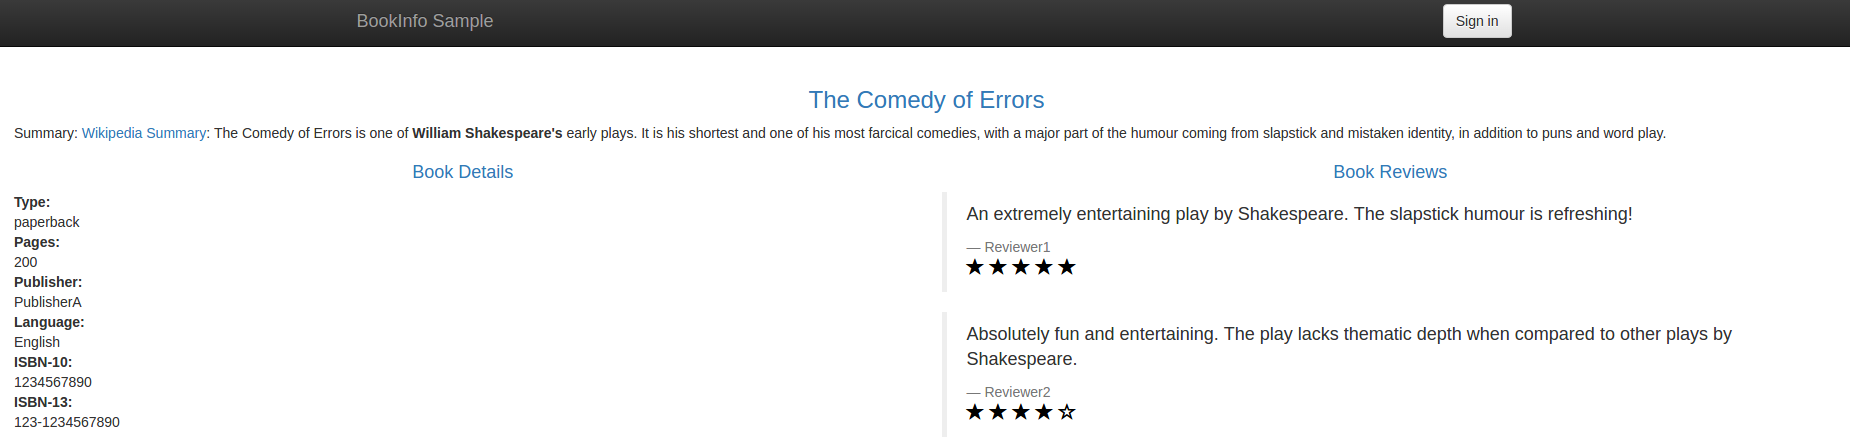 BookInfo Sample
Sign in
The Comedy of Errors
Summary: Wikipedia Summary: The Comedy of Errors is one of William Shakespeare's early plays. It is his shortest and one of his most farcical comedies, with a major part of the humour coming from slapstick and mistaken identity, in addition to puns and word play.
Book Details
Type:
paperback
Pages:
200
Publisher:
PublisherA
Language:
English
ISBN-10:
1234567890
ISBN-13:
123-1234567890
Book Reviews
An extremely entertaining play by Shakespeare. The slapstick humour is refreshing!
— Reviewer1
★★★★★
Absolutely fun and entertaining. The play lacks thematic depth when compared to other plays by
Shakespeare.
— Reviewer2
★★★★☆